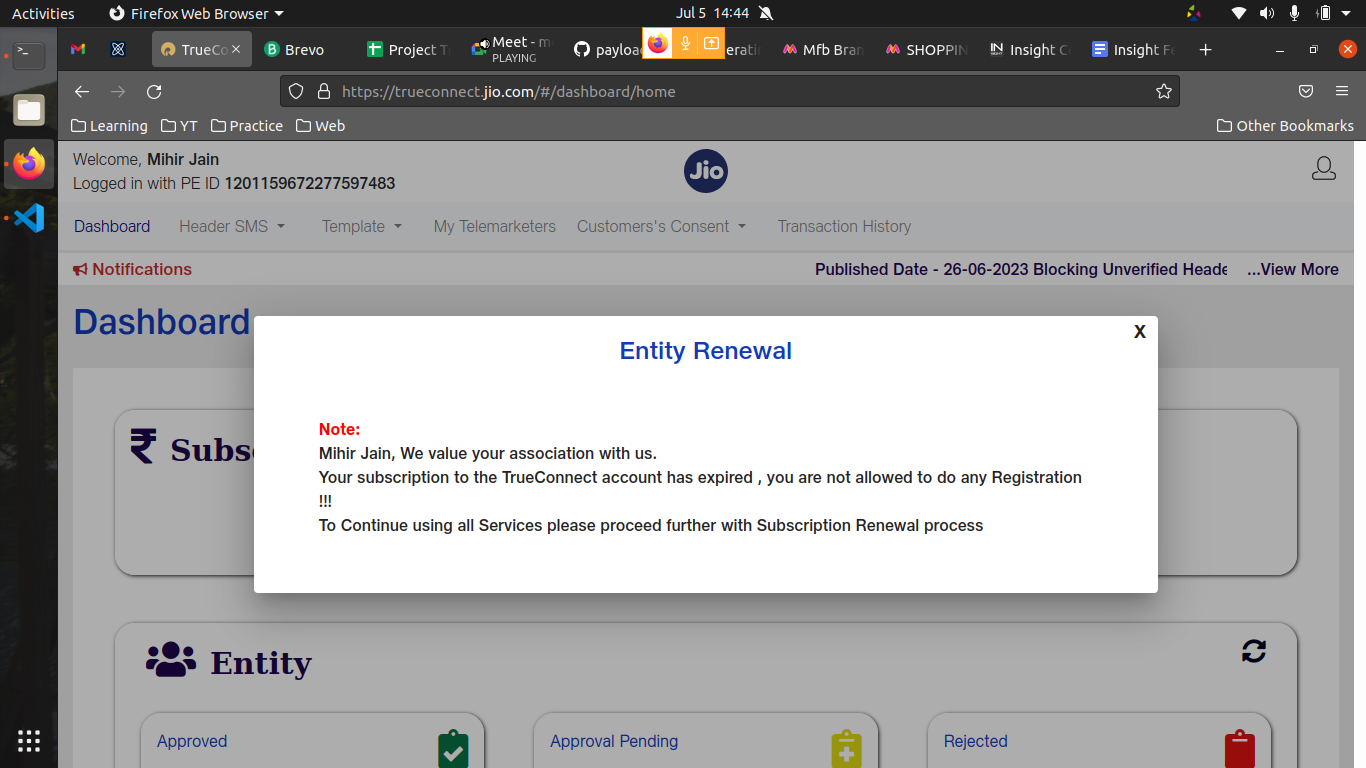 Activities
Firefox Web Browser
Jul 5 14:44
TrueCo
Brevo
Project T
Meet - m
PLAYING
payloa
eratin
Mfb Bran
SHOPPIN
Insight C
Insight Fe
https://trueconnect.jio.com/#/dashboard/home
Learning
YT
Practice
Web
Other Bookmarks
Welcome, Mihir Jain
Logged in with PE ID 1201159672277597483
Jio
Dashboard
Header SMS
Template
My Telemarketers
Customers's Consent
Transaction History
Notifications
Published Date - 26-06-2023 Blocking Unverified Heade
...View More
Dashboard
X
Entity Renewal
Note:
Mihir Jain, We value your association with us.
Your subscription to the TrueConnect account has expired , you are not allowed to do any Registration
!!!
To Continue using all Services please proceed further with Subscription Renewal process
₹ Subs
Entity
Approved
Approval Pending
Rejected